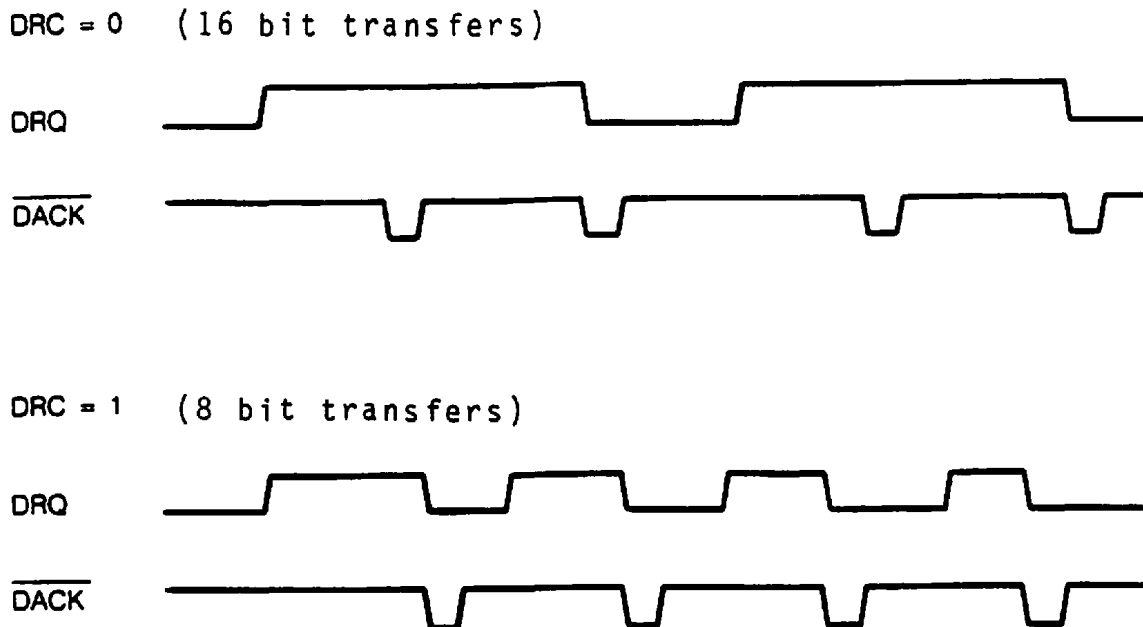 DRC = 0 (16 bit transfers)
DRQ
DACK
DRC = 1 (8 bit transfers)
DRQ
DACK